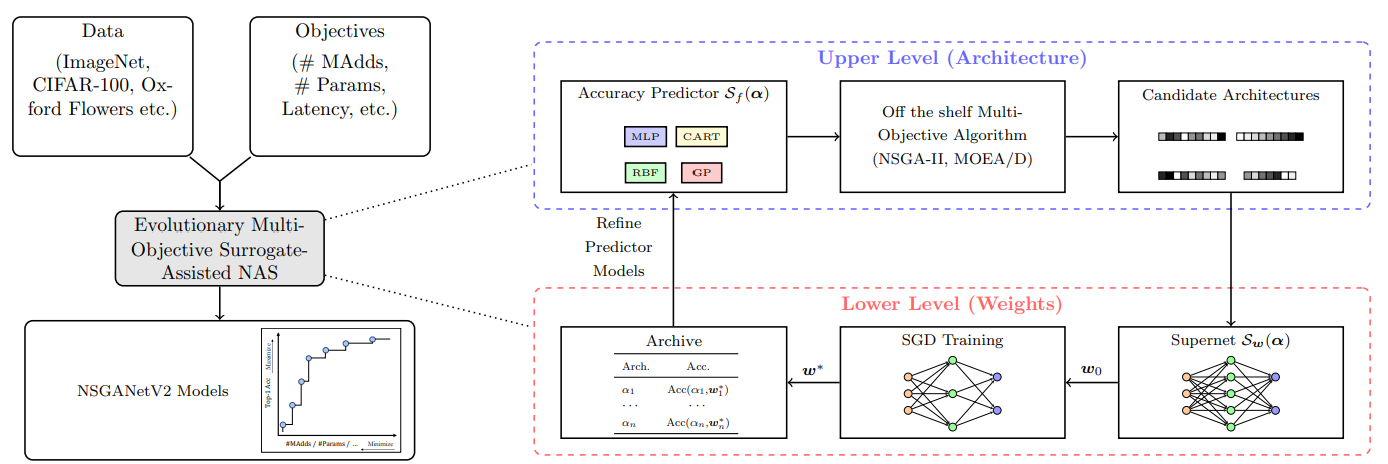 Data
(ImageNet,
CIFAR-100, Ox-
ford Flowers etc.)
Objectives
(# MAdds,
# Params,
Latency, etc.)
Evolutionary Multi-
Objective Surrogate-
Assisted NAS
NSGANetV2 Models
Top-1 Acc Maximize
#MAdds / #Params / ... Minimize
Upper Level (Architecture)
Accuracy Predictor 𝒮_f(α)
MLP CART
RBF GP
Off the shelf Multi-
Objective Algorithm
(NSGA-II, MOEA/D)
Candidate Architectures
Refine
Predictor
Models
Lower Level (Weights)
Archive
Arch. Acc.
α₁ Acc(α₁,w₁*)
... ...
αₙ Acc(αₙ,wₙ*)
w*
SGD Training
w₀
Supernet 𝒮_w(α)